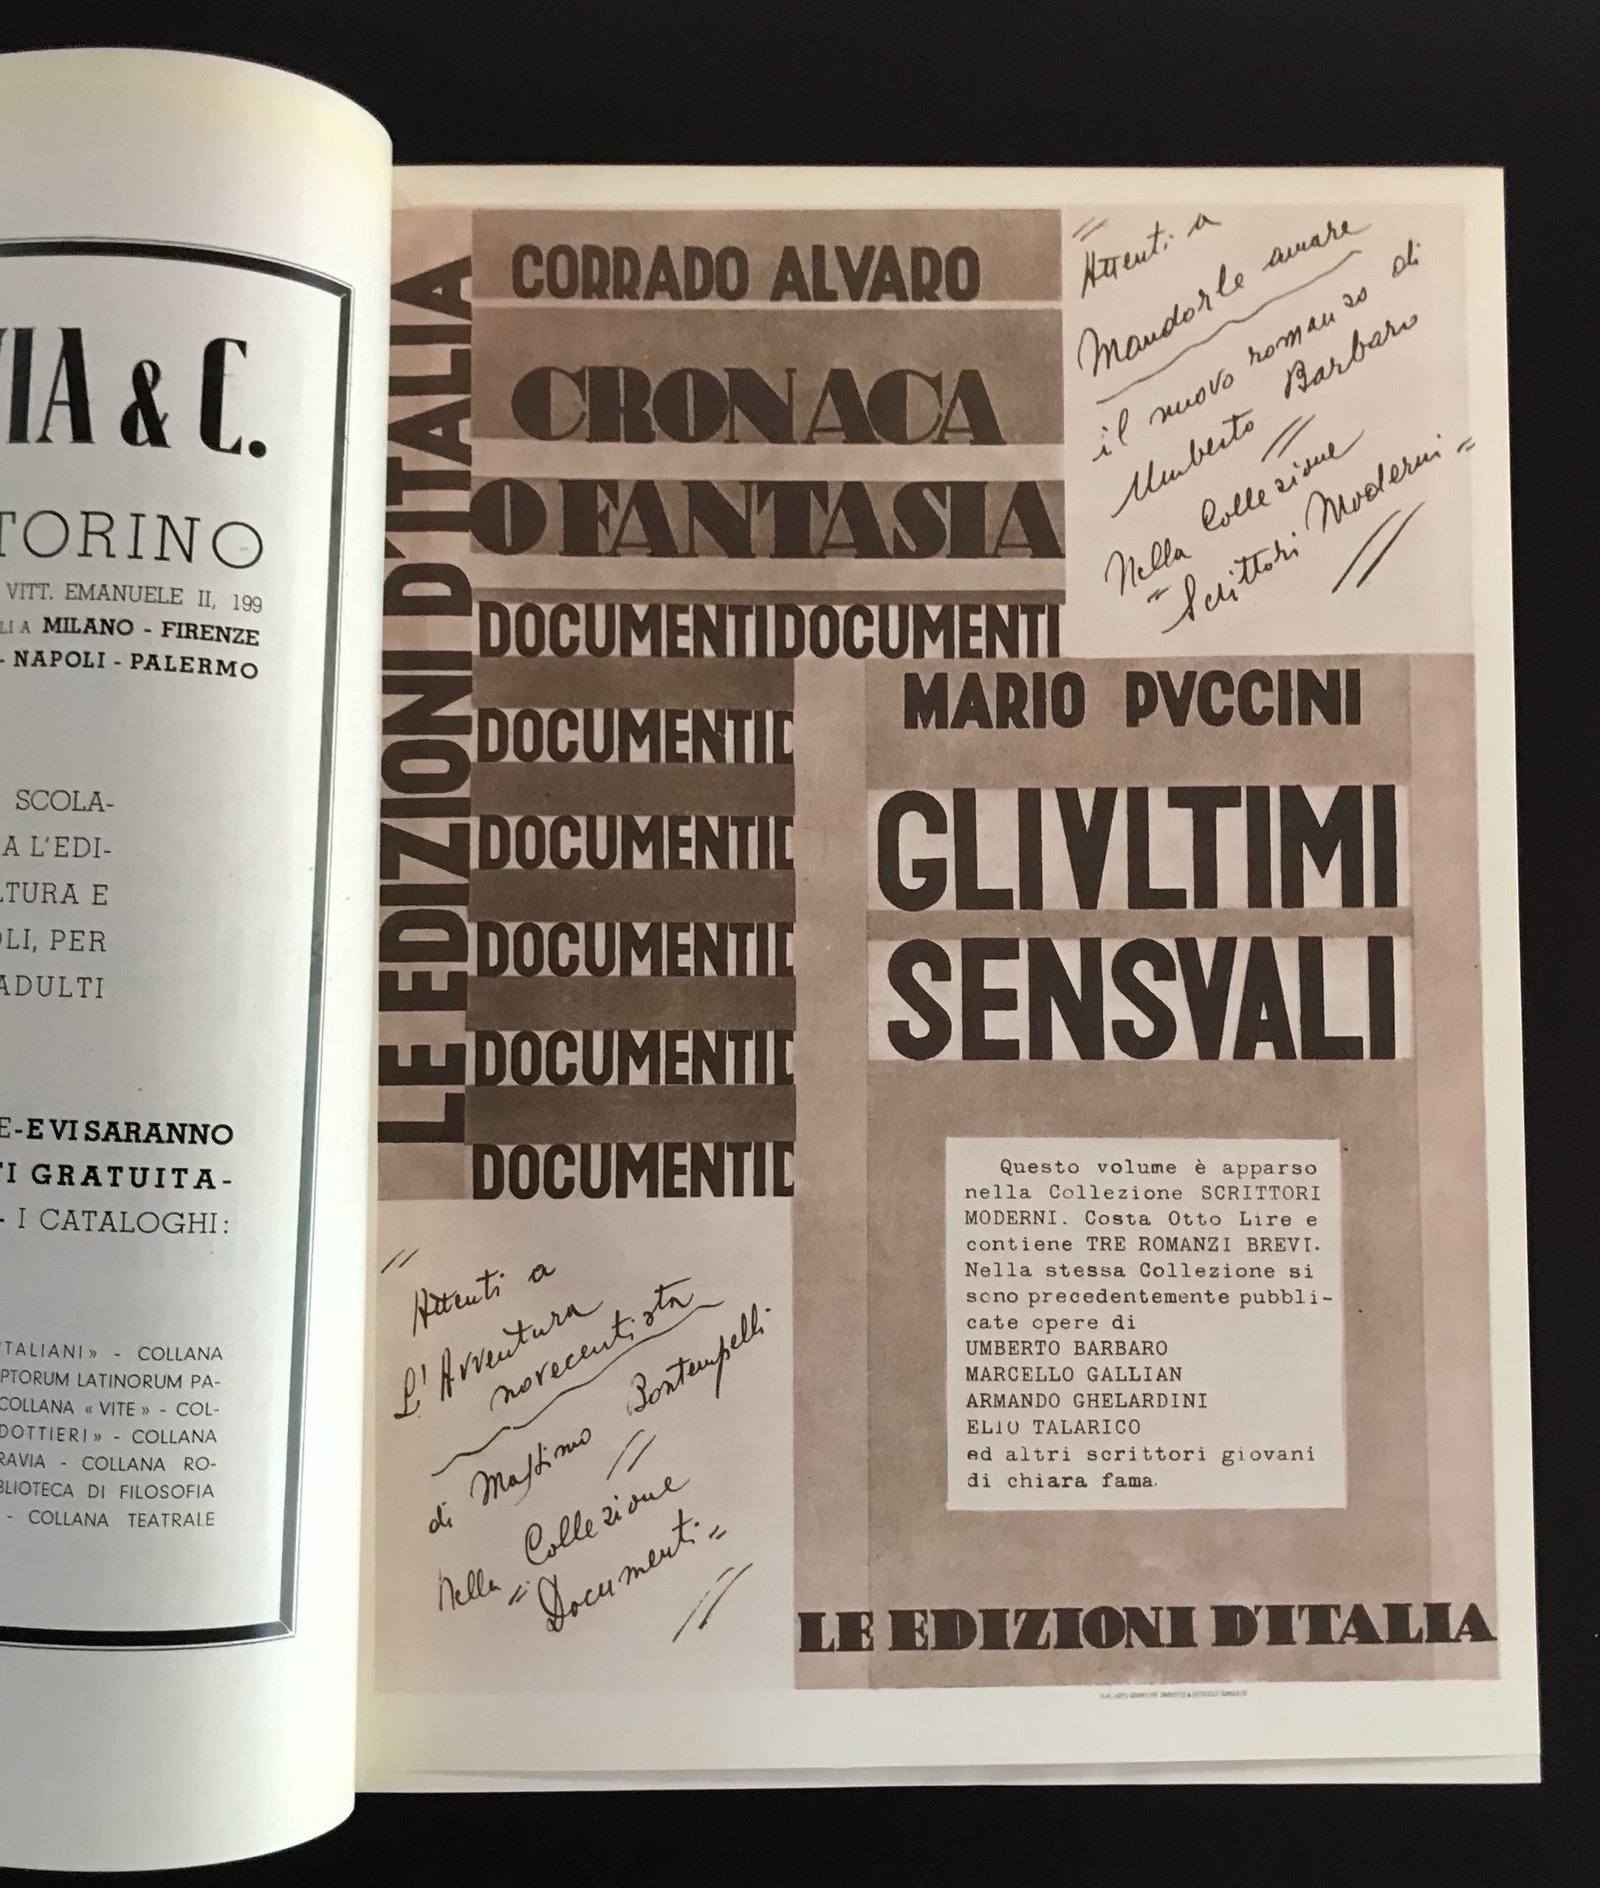 VIA & C.
TORINO
VITT. EMANUELE II, 199
MILANO - FIRENZE
- NAPOLI - PALERMO
SCOLA-
A L'EDI-
LTURA E
OLI, PER
ADULTI
E-E VI SARANNO
TI GRATUITA-
- I CATALOGHI:
TALIANI» - COLLANA
PTORUM LATINORUM PA-
COLLANA «VITE» - COL-
DOTTIERI» - COLLANA
RAVIA - COLLANA RO-
BLIOTECA DI FILOSOFIA
- COLLANA TEATRALE
LE EDIZIONI D'ITALIA
CORRADO ALVARO
CRONACA
O FANTASIA
DOCUMENTIDOCUMENTI
DOCUMENTID
DOCUMENTID
DOCUMENTID
DOCUMENTID
DOCUMENTID
Attenti a
Mandorle amare
il nuovo romanzo di
Umberto Barbaro
Nella Collezione
= Scrittori Moderni =
MARIO PVCCINI
GLIVLTIMI
SENSVALI
Questo volume è apparso
nella Collezione SCRITTORI
MODERNI. Costa Otto Lire e
contiene TRE ROMANZI BREVI.
Nella stessa Collezione si
sono precedentemente pubbli-
cate opere di
UMBERTO BARBARO
MARCELLO GALLIAN
ARMANDO GHELARDINI
ELIO TALARICO
ed altri scrittori giovani
di chiara fama.
LE EDIZIONI D'ITALIA
Attenti a
L'Avventura
novecentista
di Massimo Bontempelli
Nella Collezione
= Documenti =